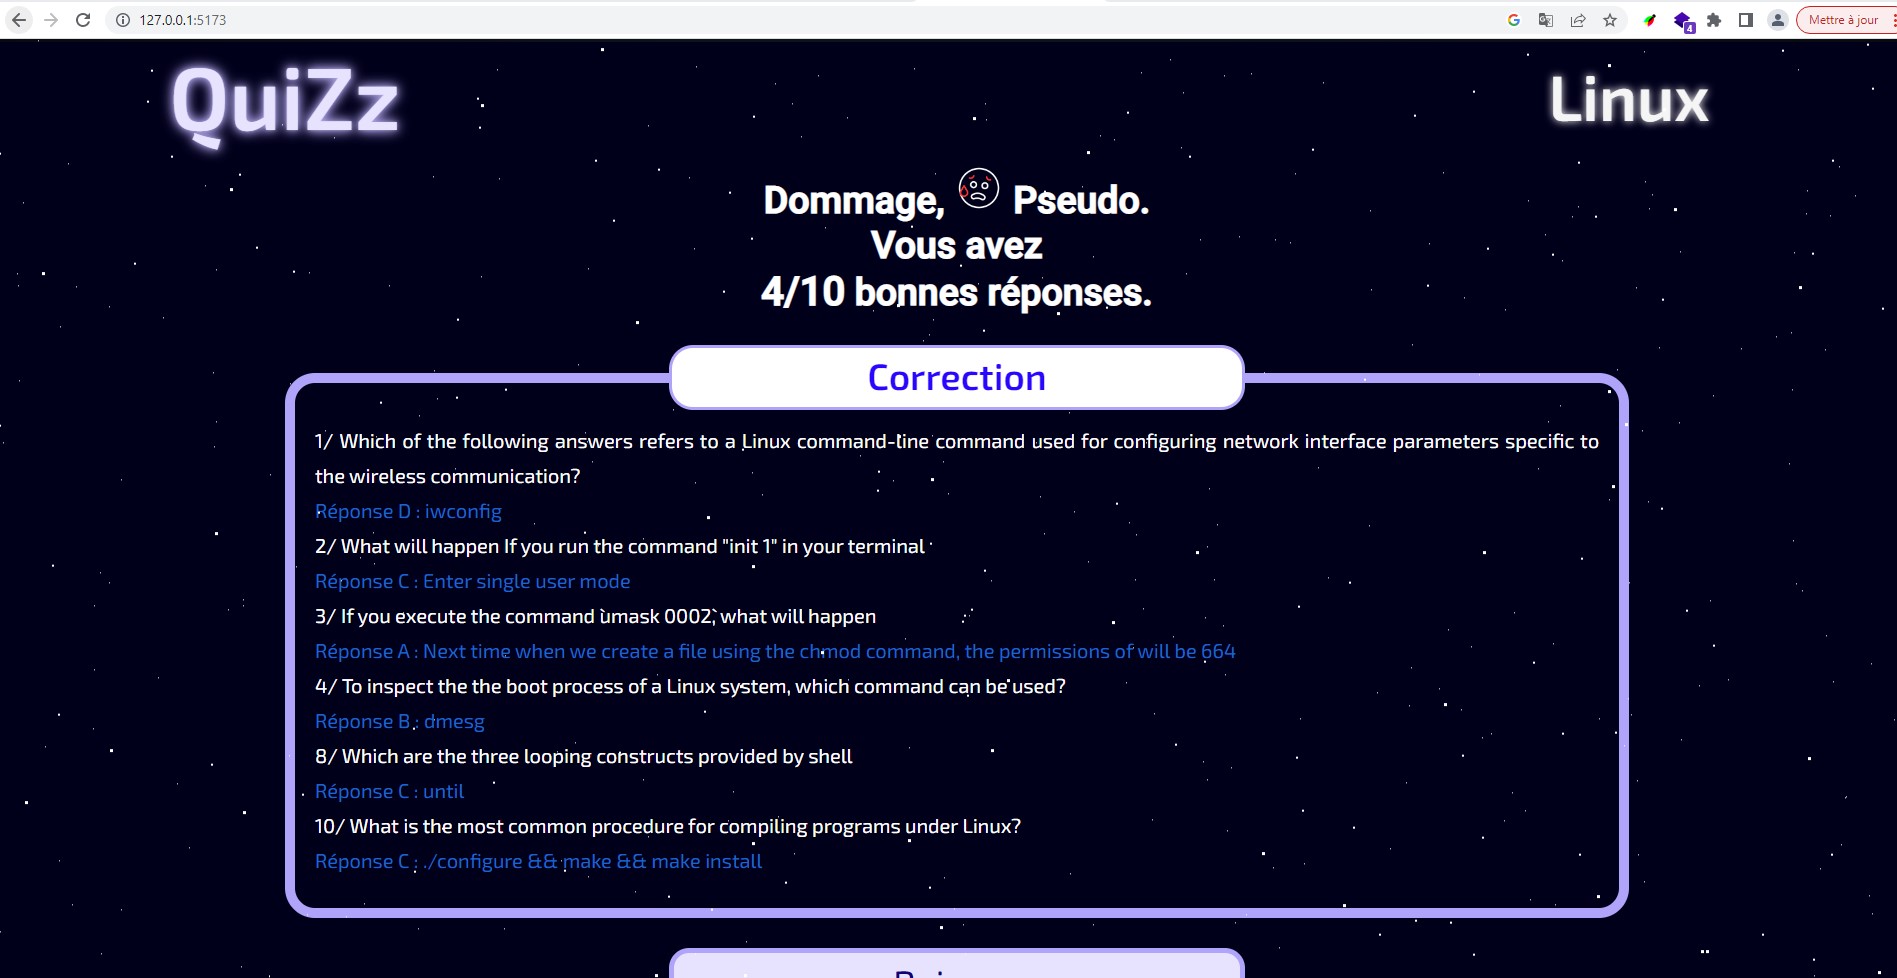 127.0.0.1:5173
4
Mettre à jour
QuiZz
Linux
Dommage, Pseudo.
Vous avez
4/10 bonnes réponses.
Correction
1/ Which of the following answers refers to a Linux command-line command used for configuring network interface parameters specific to
the wireless communication?
Réponse D : iwconfig
2/ What will happen If you run the command "init 1" in your terminal
Réponse C : Enter single user mode
3/ If you execute the command `umask 0002`, what will happen
Réponse A : Next time when we create a file using the chmod command, the permissions of will be 664
4/ To inspect the the boot process of a Linux system, which command can be used?
Réponse B : dmesg
8/ Which are the three looping constructs provided by shell
Réponse C : until
10/ What is the most common procedure for compiling programs under Linux?
Réponse C : ./configure && make && make install